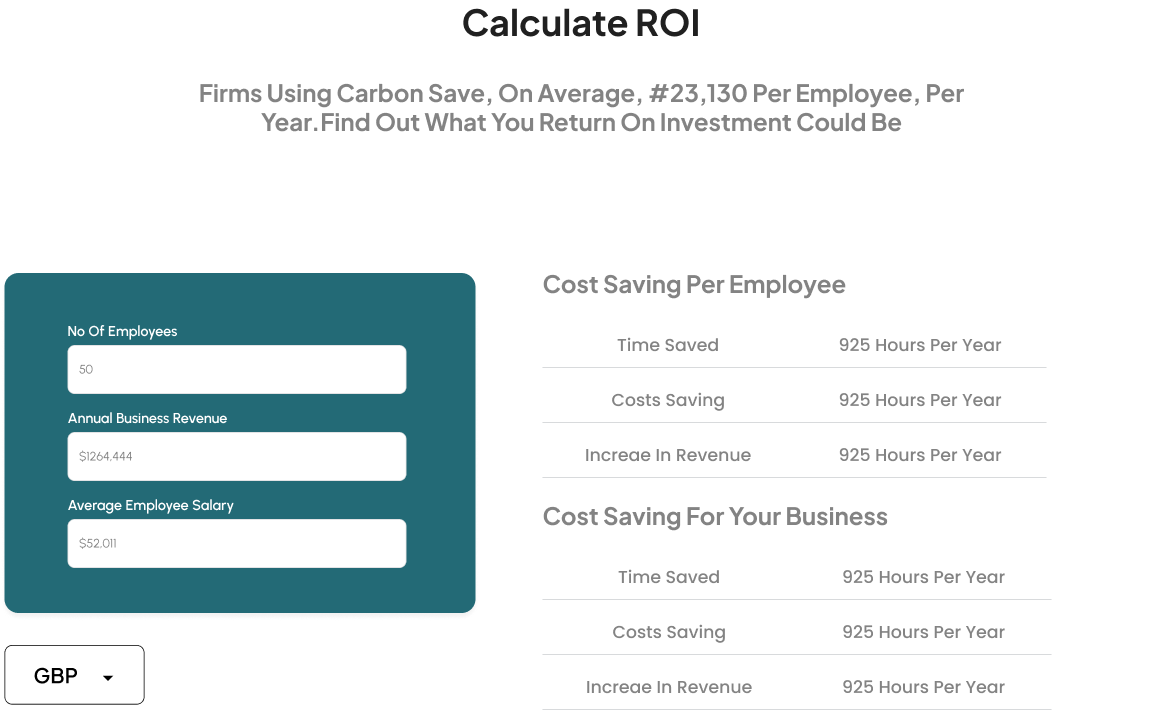 Calculate ROI
Firms Using Carbon Save, On Average, #23,130 Per Employee, Per
Year.Find Out What You Return On Investment Could Be
No Of Employees
50
Annual Business Revenue
$1264,444
Average Employee Salary
$52,011
GBP
Cost Saving Per Employee
Time Saved 925 Hours Per Year
Costs Saving 925 Hours Per Year
Increae In Revenue 925 Hours Per Year
Cost Saving For Your Business
Time Saved 925 Hours Per Year
Costs Saving 925 Hours Per Year
Increae In Revenue 925 Hours Per Year